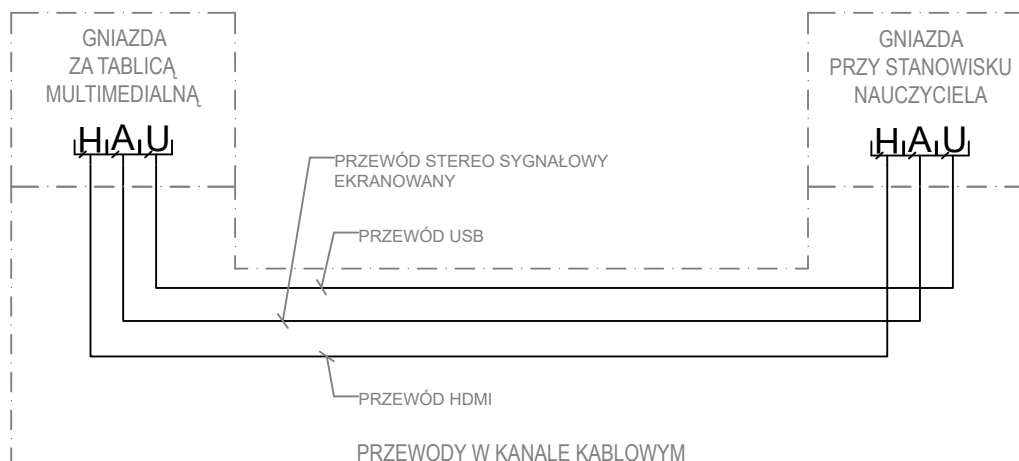 GNIAZDA
ZA TABLICĄ
MULTIMEDIALNĄ
H A U
GNIAZDA
PRZY STANOWISKU
NAUCZYCIELA
H A U
PRZEWÓD STEREO SYGNAŁOWY
EKRANOWANY
PRZEWÓD USB
PRZEWÓD HDMI
PRZEWODY W KANALE KABLOWYM